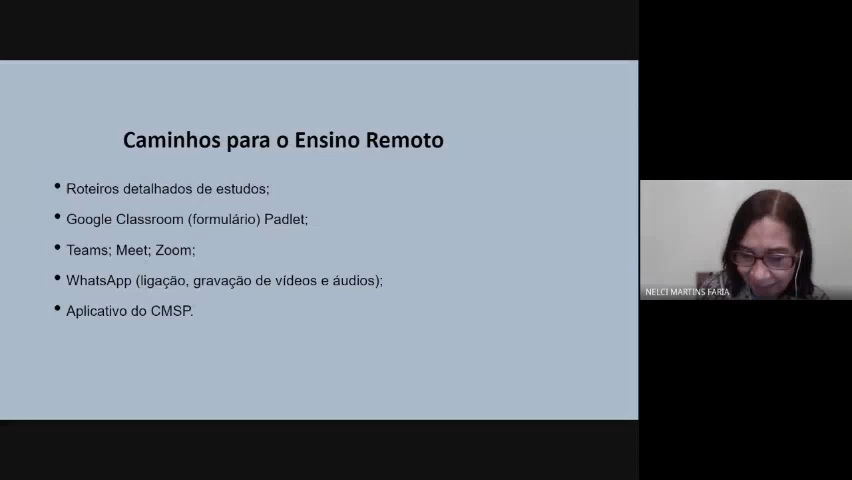 Caminhos para o Ensino Remoto
• Roteiros detalhados de estudos;
• Google Classroom (formulário) Padlet;
• Teams; Meet; Zoom;
• WhatsApp (ligação, gravação de vídeos e áudios);
• Aplicativo do CMSP.
NELCI MARTINS FARIA